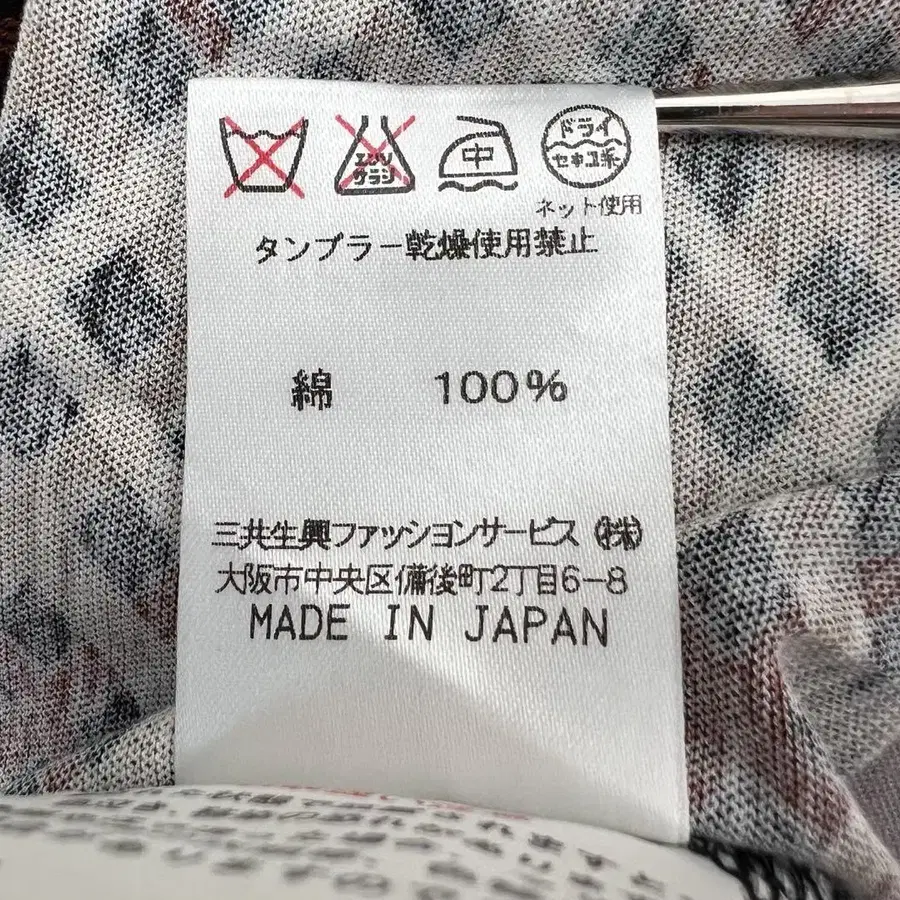 エンソ
サラシ
中
ドライ
セキユ系
ネット使用
タンブラー乾燥使用禁止
綿 100%
三共生興ファッションサービス(株)
大阪市中央区備後町2丁目6-8
MADE IN JAPAN